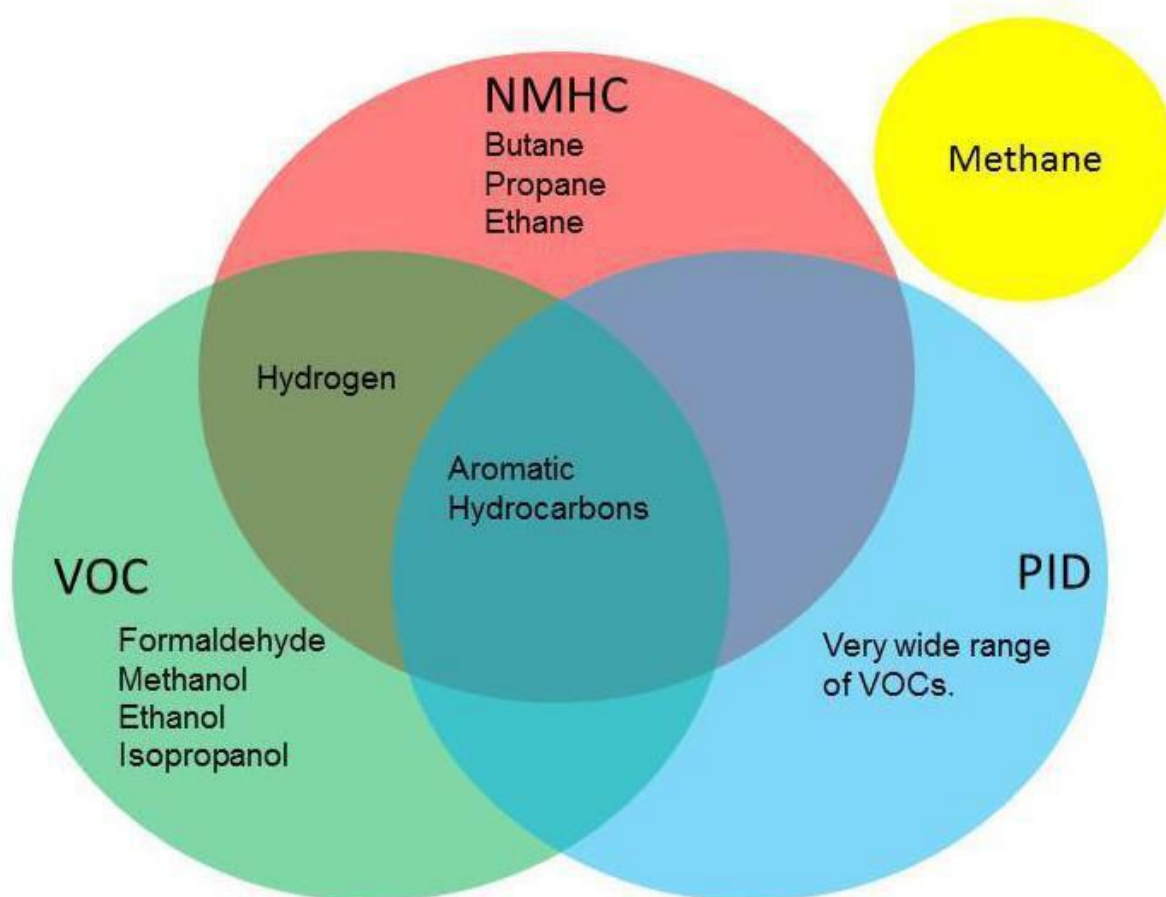 NMHC
Butane
Propane
Ethane
Methane
Hydrogen
Aromatic
Hydrocarbons
VOC
Formaldehyde
Methanol
Ethanol
Isopropanol
PID
Very wide range
of VOCs.